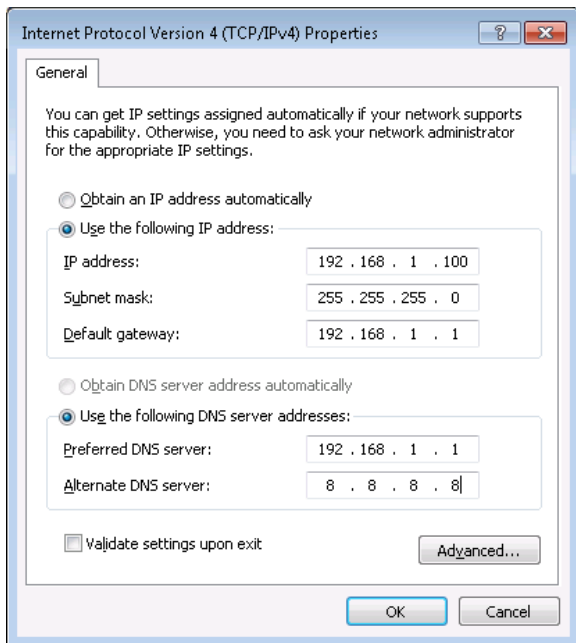 Internet Protocol Version 4 (TCP/IPv4) Properties
?
General
You can get IP settings assigned automatically if your network supports
this capability. Otherwise, you need to ask your network administrator
for the appropriate IP settings.
Obtain an IP address automatically
Use the following IP address:
IP address: 192 . 168 . 1 . 100
Subnet mask: 255 . 255 . 255 . 0
Default gateway: 192 . 168 . 1 . 1
Obtain DNS server address automatically
Use the following DNS server addresses:
Preferred DNS server: 192 . 168 . 1 . 1
Alternate DNS server: 8 . 8 . 8 . 8
Validate settings upon exit
Advanced...
OK Cancel